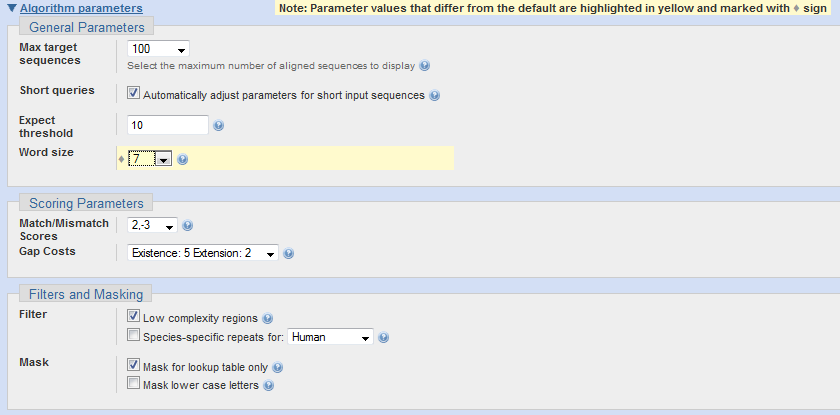 Algorithm parameters
Note: Parameter values that differ from the default are highlighted in yellow and marked with ♦ sign
General Parameters
Max target
sequences
100
Select the maximum number of aligned sequences to display
Short queries
Automatically adjust parameters for short input sequences
Expect
threshold
10
Word size
7
Scoring Parameters
Match/Mismatch
Scores
2,-3
Gap Costs
Existence: 5 Extension: 2
Filters and Masking
Filter
Low complexity regions
Species-specific repeats for: Human
Mask
Mask for lookup table only
Mask lower case letters